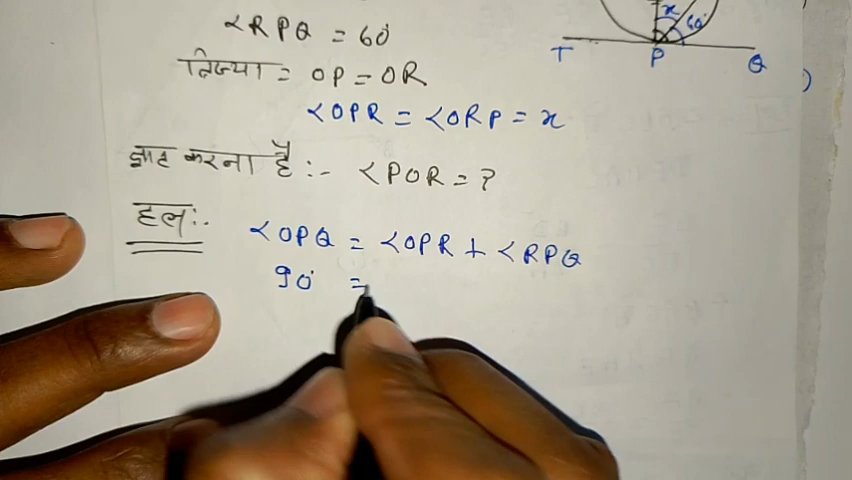 ∠RPQ = 60°
x 60°
T P Q
त्रिज्या = OP = OR
∠OPR = ∠ORP = x
ज्ञात करना है :- ∠POR = ?
हल :-
∠OPQ = ∠OPR + ∠RPQ
90° =